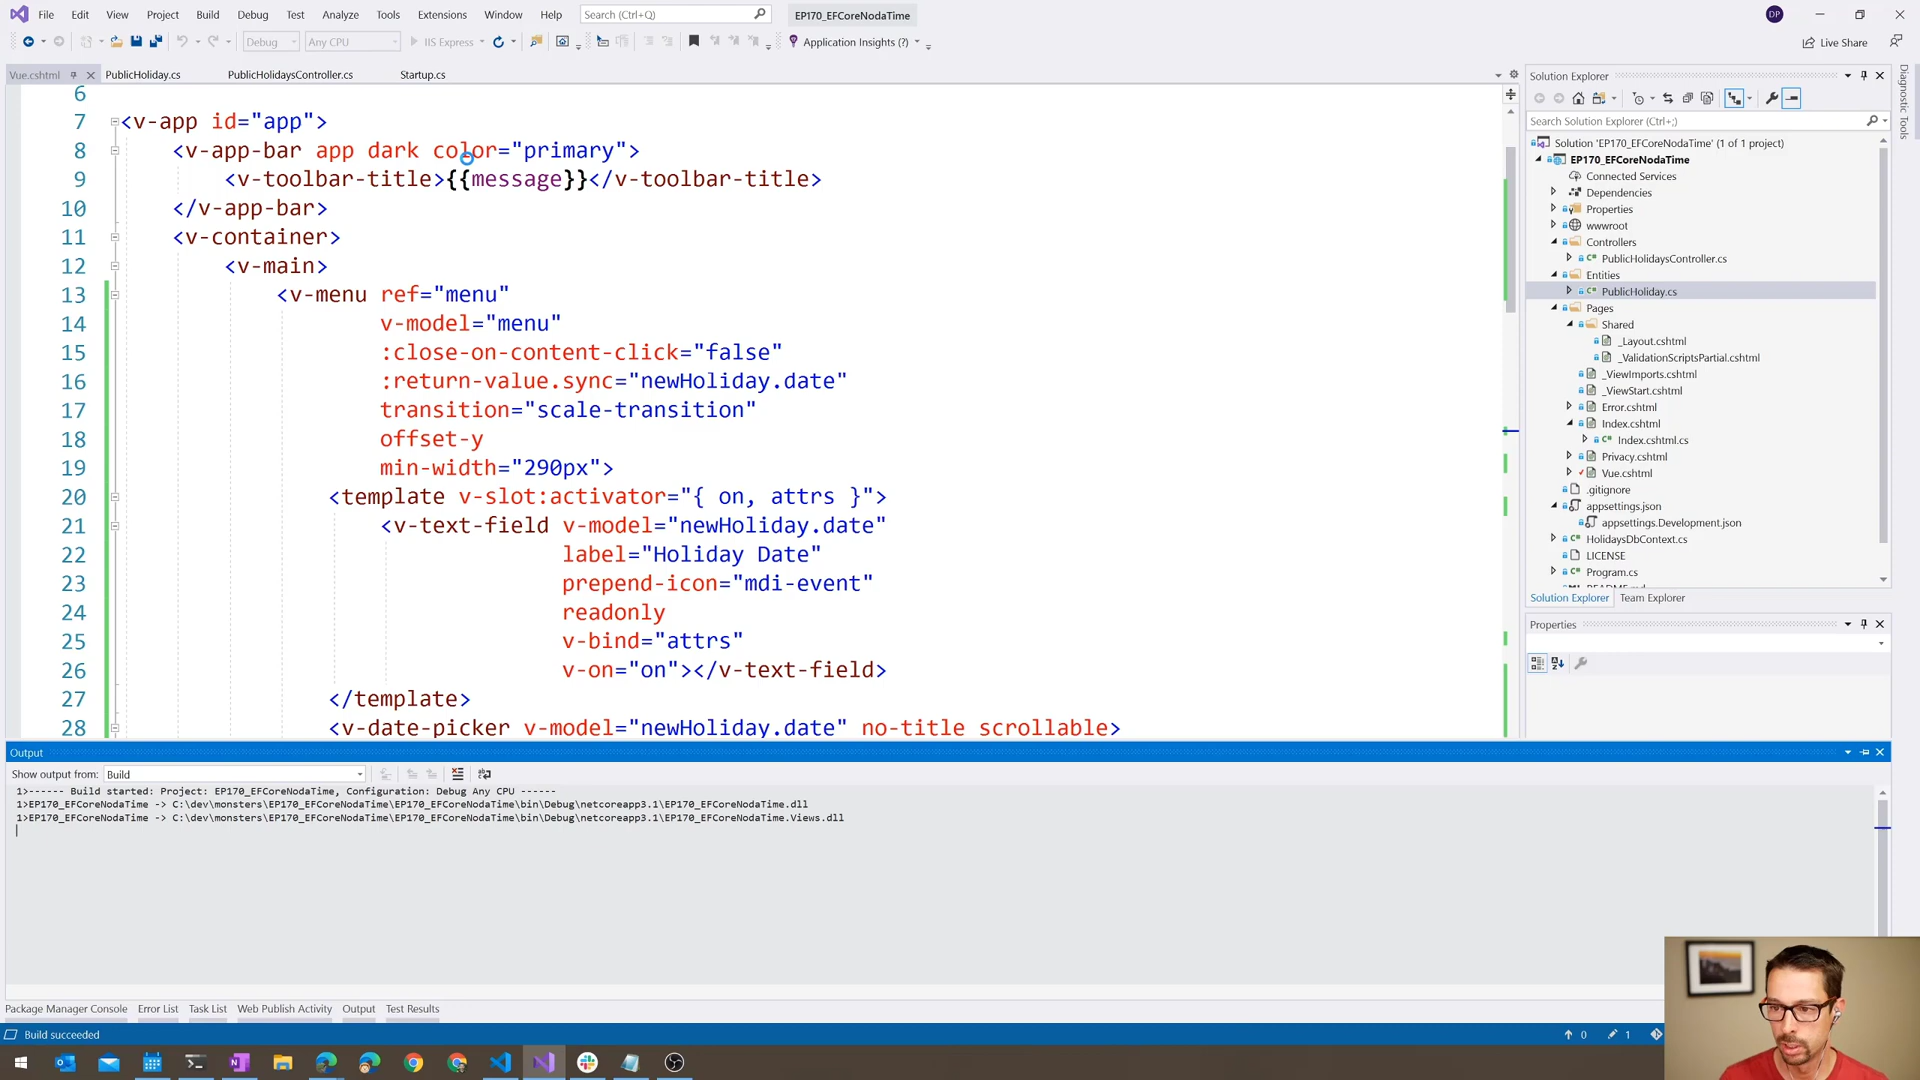 File Edit View Project Build Debug Test Analyze Tools Extensions Window Help Search (Ctrl+Q) EP170_EFCoreNodaTime DP
Debug Any CPU IIS Express Application Insights (?) Live Share
Vue.cshtml PublicHoliday.cs PublicHolidaysController.cs Startup.cs
6
7 <v-app id="app">
8 <v-app-bar app dark color="primary">
9 <v-toolbar-title>{{message}}</v-toolbar-title>
10 </v-app-bar>
11 <v-container>
12 <v-main>
13 <v-menu ref="menu"
14 v-model="menu"
15 :close-on-content-click="false"
16 :return-value.sync="newHoliday.date"
17 transition="scale-transition"
18 offset-y
19 min-width="290px">
20 <template v-slot:activator="{ on, attrs }">
21 <v-text-field v-model="newHoliday.date"
22 label="Holiday Date"
23 prepend-icon="mdi-event"
24 readonly
25 v-bind="attrs"
26 v-on="on"></v-text-field>
27 </template>
28 <v-date-picker v-model="newHoliday.date" no-title scrollable>
Solution Explorer
Search Solution Explorer (Ctrl+;)
Solution 'EP170_EFCoreNodaTime' (1 of 1 project)
EP170_EFCoreNodaTime
Connected Services
Dependencies
Properties
wwwroot
Controllers
PublicHolidaysController.cs
Entities
PublicHoliday.cs
Pages
Shared
_Layout.cshtml
_ValidationScriptsPartial.cshtml
_ViewImports.cshtml
_ViewStart.cshtml
Error.cshtml
Index.cshtml
Index.cshtml.cs
Privacy.cshtml
Vue.cshtml
.gitignore
appsettings.json
appsettings.Development.json
HolidaysDbContext.cs
LICENSE
Program.cs
Solution Explorer Team Explorer
Properties
Diagnostic Tools
Output
Show output from: Build
1>------ Build started: Project: EP170_EFCoreNodaTime, Configuration: Debug Any CPU ------
1>EP170_EFCoreNodaTime -> C:\dev\monsters\EP170_EFCoreNodaTime\EP170_EFCoreNodaTime\bin\Debug\netcoreapp3.1\EP170_EFCoreNodaTime.dll
1>EP170_EFCoreNodaTime -> C:\dev\monsters\EP170_EFCoreNodaTime\EP170_EFCoreNodaTime\bin\Debug\netcoreapp3.1\EP170_EFCoreNodaTime.Views.dll
Package Manager Console Error List Task List Web Publish Activity Output Test Results
Build succeeded 0 1